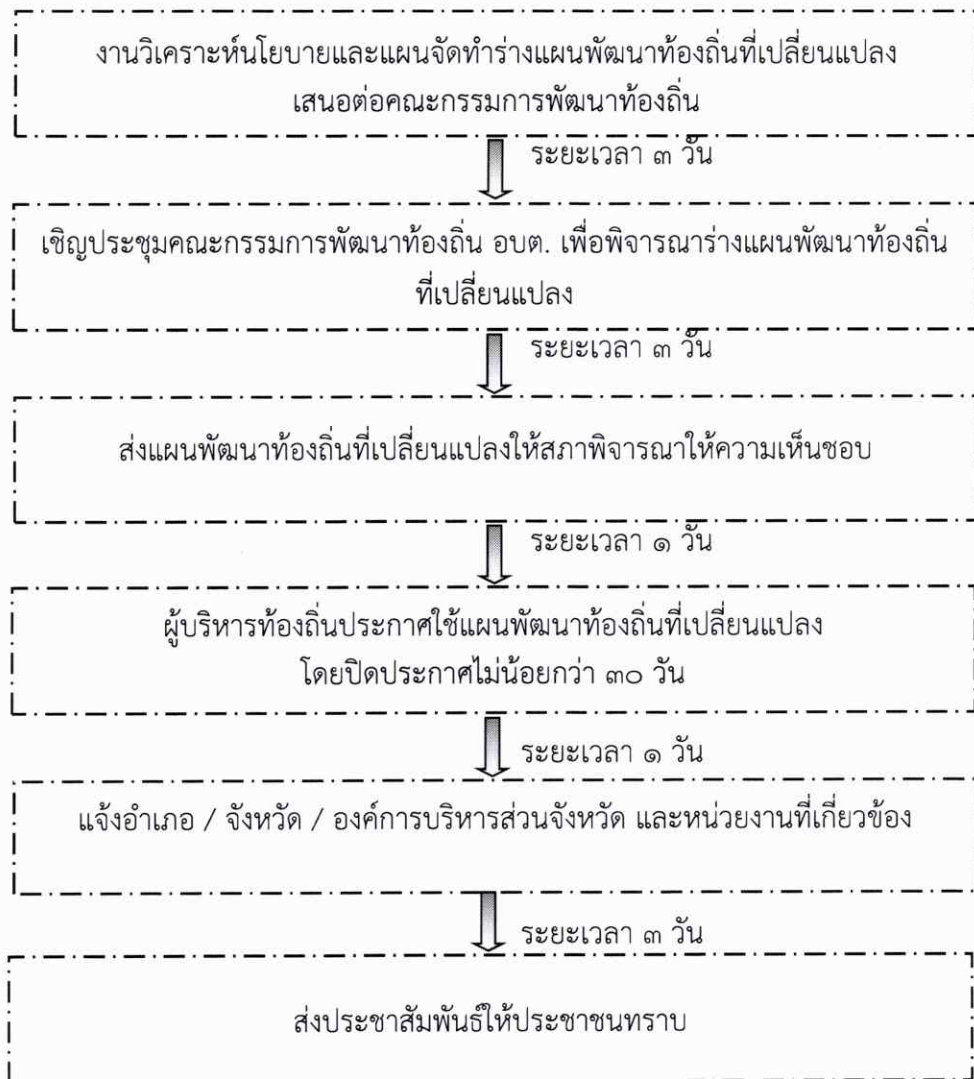 งานวิเคราะห์นโยบายและแผนจัดทำร่างแผนพัฒนาท้องถิ่นที่เปลี่ยนแปลง
เสนอต่อคณะกรรมการพัฒนาท้องถิ่น
ระยะเวลา ๓ วัน
เชิญประชุมคณะกรรมการพัฒนาท้องถิ่น อบต. เพื่อพิจารณาร่างแผนพัฒนาท้องถิ่น
ที่เปลี่ยนแปลง
ระยะเวลา ๓ วัน
ส่งแผนพัฒนาท้องถิ่นที่เปลี่ยนแปลงให้สภาพิจารณาให้ความเห็นชอบ
ระยะเวลา ๑ วัน
ผู้บริหารท้องถิ่นประกาศใช้แผนพัฒนาท้องถิ่นที่เปลี่ยนแปลง
โดยปิดประกาศไม่น้อยกว่า ๓๐ วัน
ระยะเวลา ๑ วัน
แจ้งอำเภอ / จังหวัด / องค์การบริหารส่วนจังหวัด และหน่วยงานที่เกี่ยวข้อง
ระยะเวลา ๓ วัน
ส่งประชาสัมพันธ์ให้ประชาชนทราบ